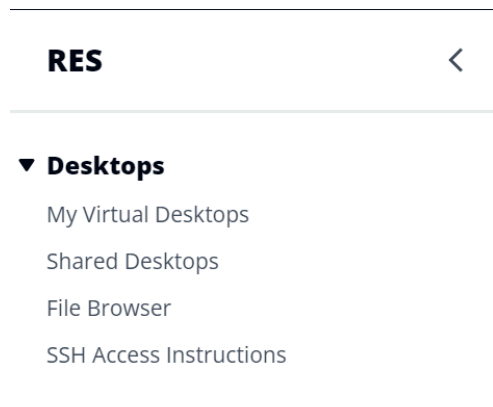 RES
Desktops
My Virtual Desktops
Shared Desktops
File Browser
SSH Access Instructions